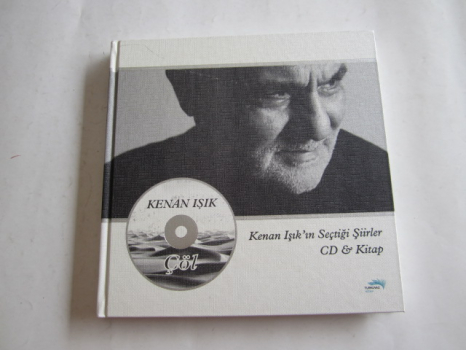 KENAN IŞIK
Çöl
Kenan Işık'ın Seçtiği Şiirler
CD & Kitap